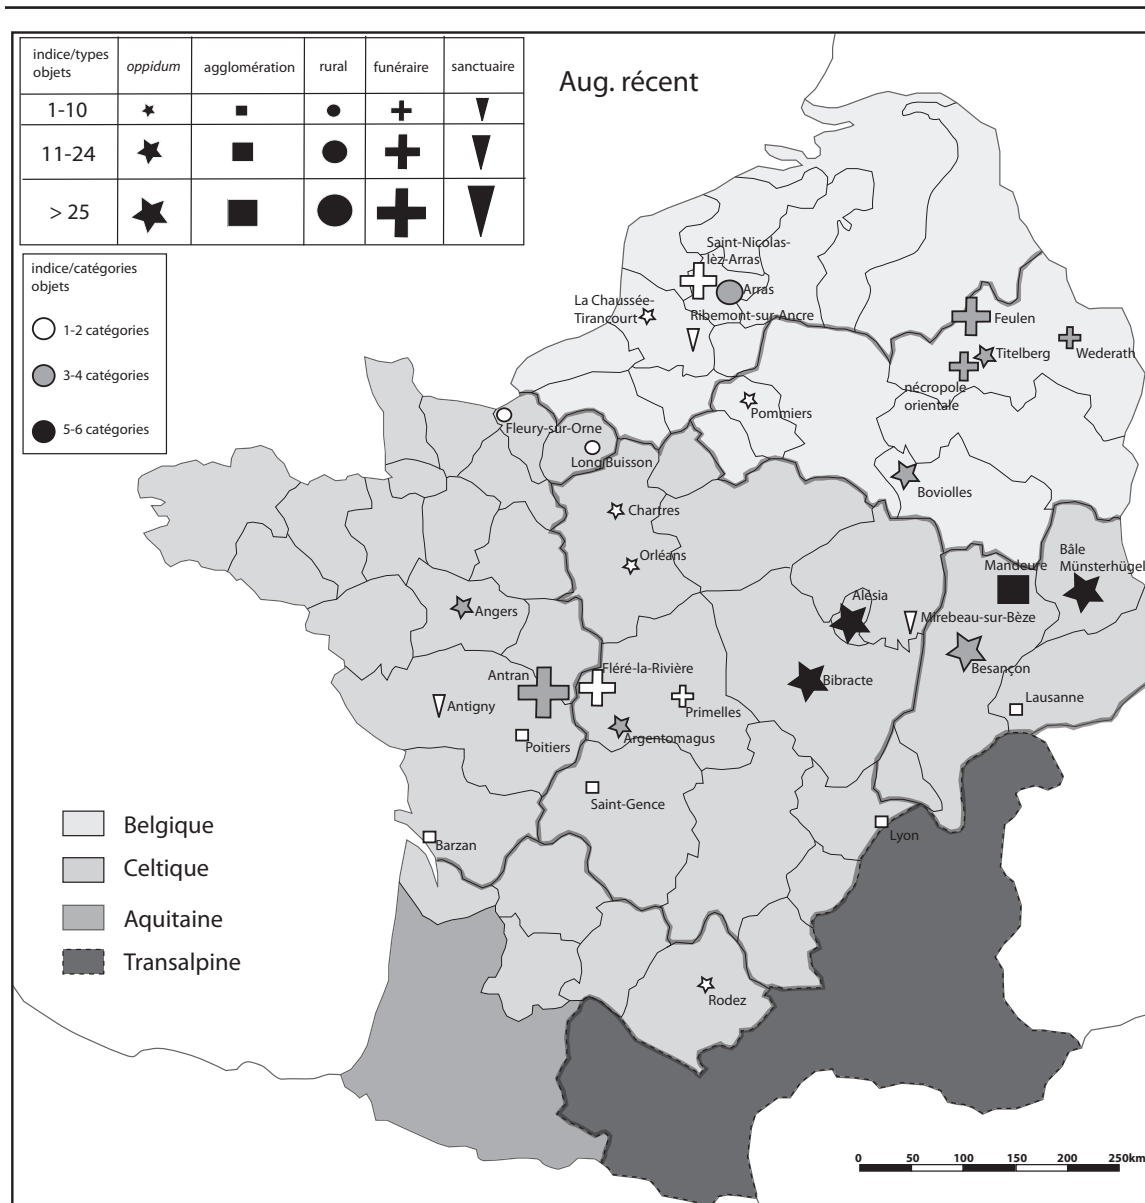 indice/types
objets
oppidum
agglomération
rural
funéraire
sanctuaire
1-10
11-24
> 25
Aug. récent
indice/catégories
objets
1-2 catégories
3-4 catégories
5-6 catégories
Saint-Nicolas-
lèz-Arras
Arras
La Chaussée-
Tirancourt
Ribemont-sur-Ancre
Feulen
Titelberg
Wederath
nécropole
orientale
Pommiers
Fleury-sur-Orne
Long Buisson
Boviolles
Chartres
Orléans
Bâle
Münsterhügel
Mandeure
Alésia
Mirebeau-sur-Bèze
Angers
Besançon
Antran
Fléré-la-Rivière
Bibracte
Antigny
Primelles
Lausanne
Poitiers
Argentomagus
Saint-Gence
Barzan
Lyon
Rodez
Belgique
Celtique
Aquitaine
Transalpine
0 50 100 150 200 250km